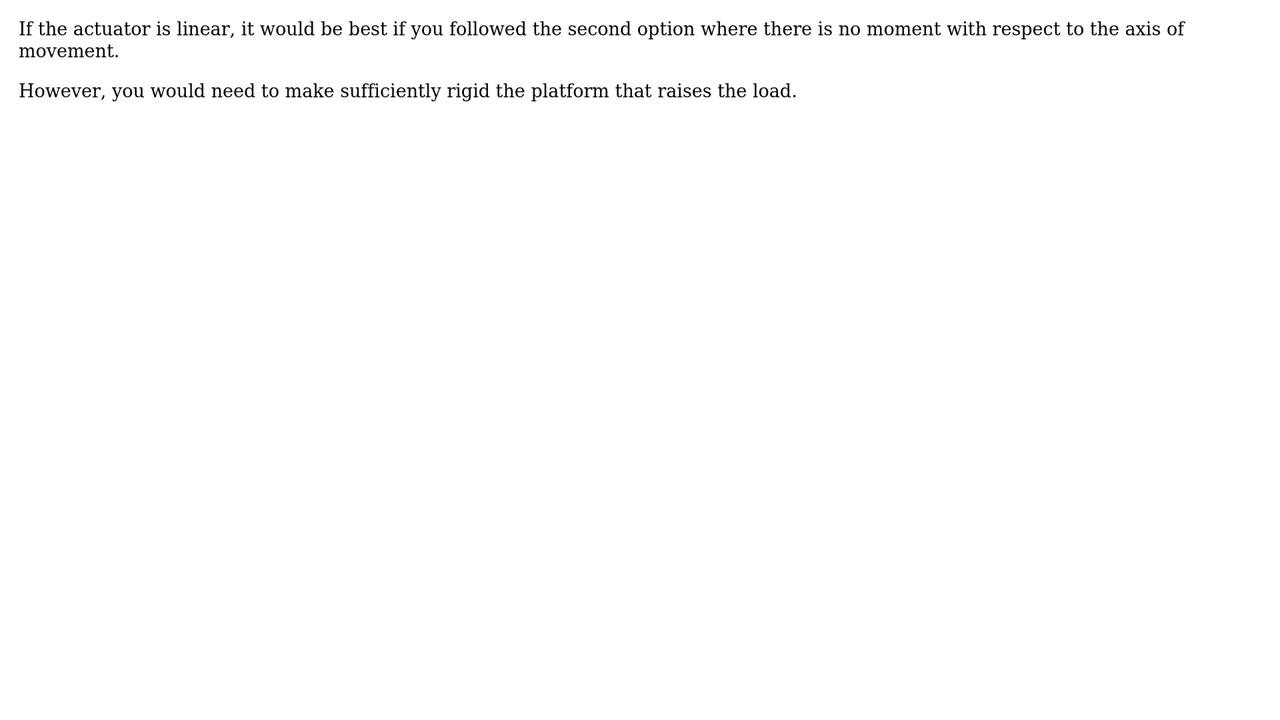 If the actuator is linear, it would be best if you followed the second option where there is no moment with respect to the axis of
movement.
However, you would need to make sufficiently rigid the platform that raises the load.